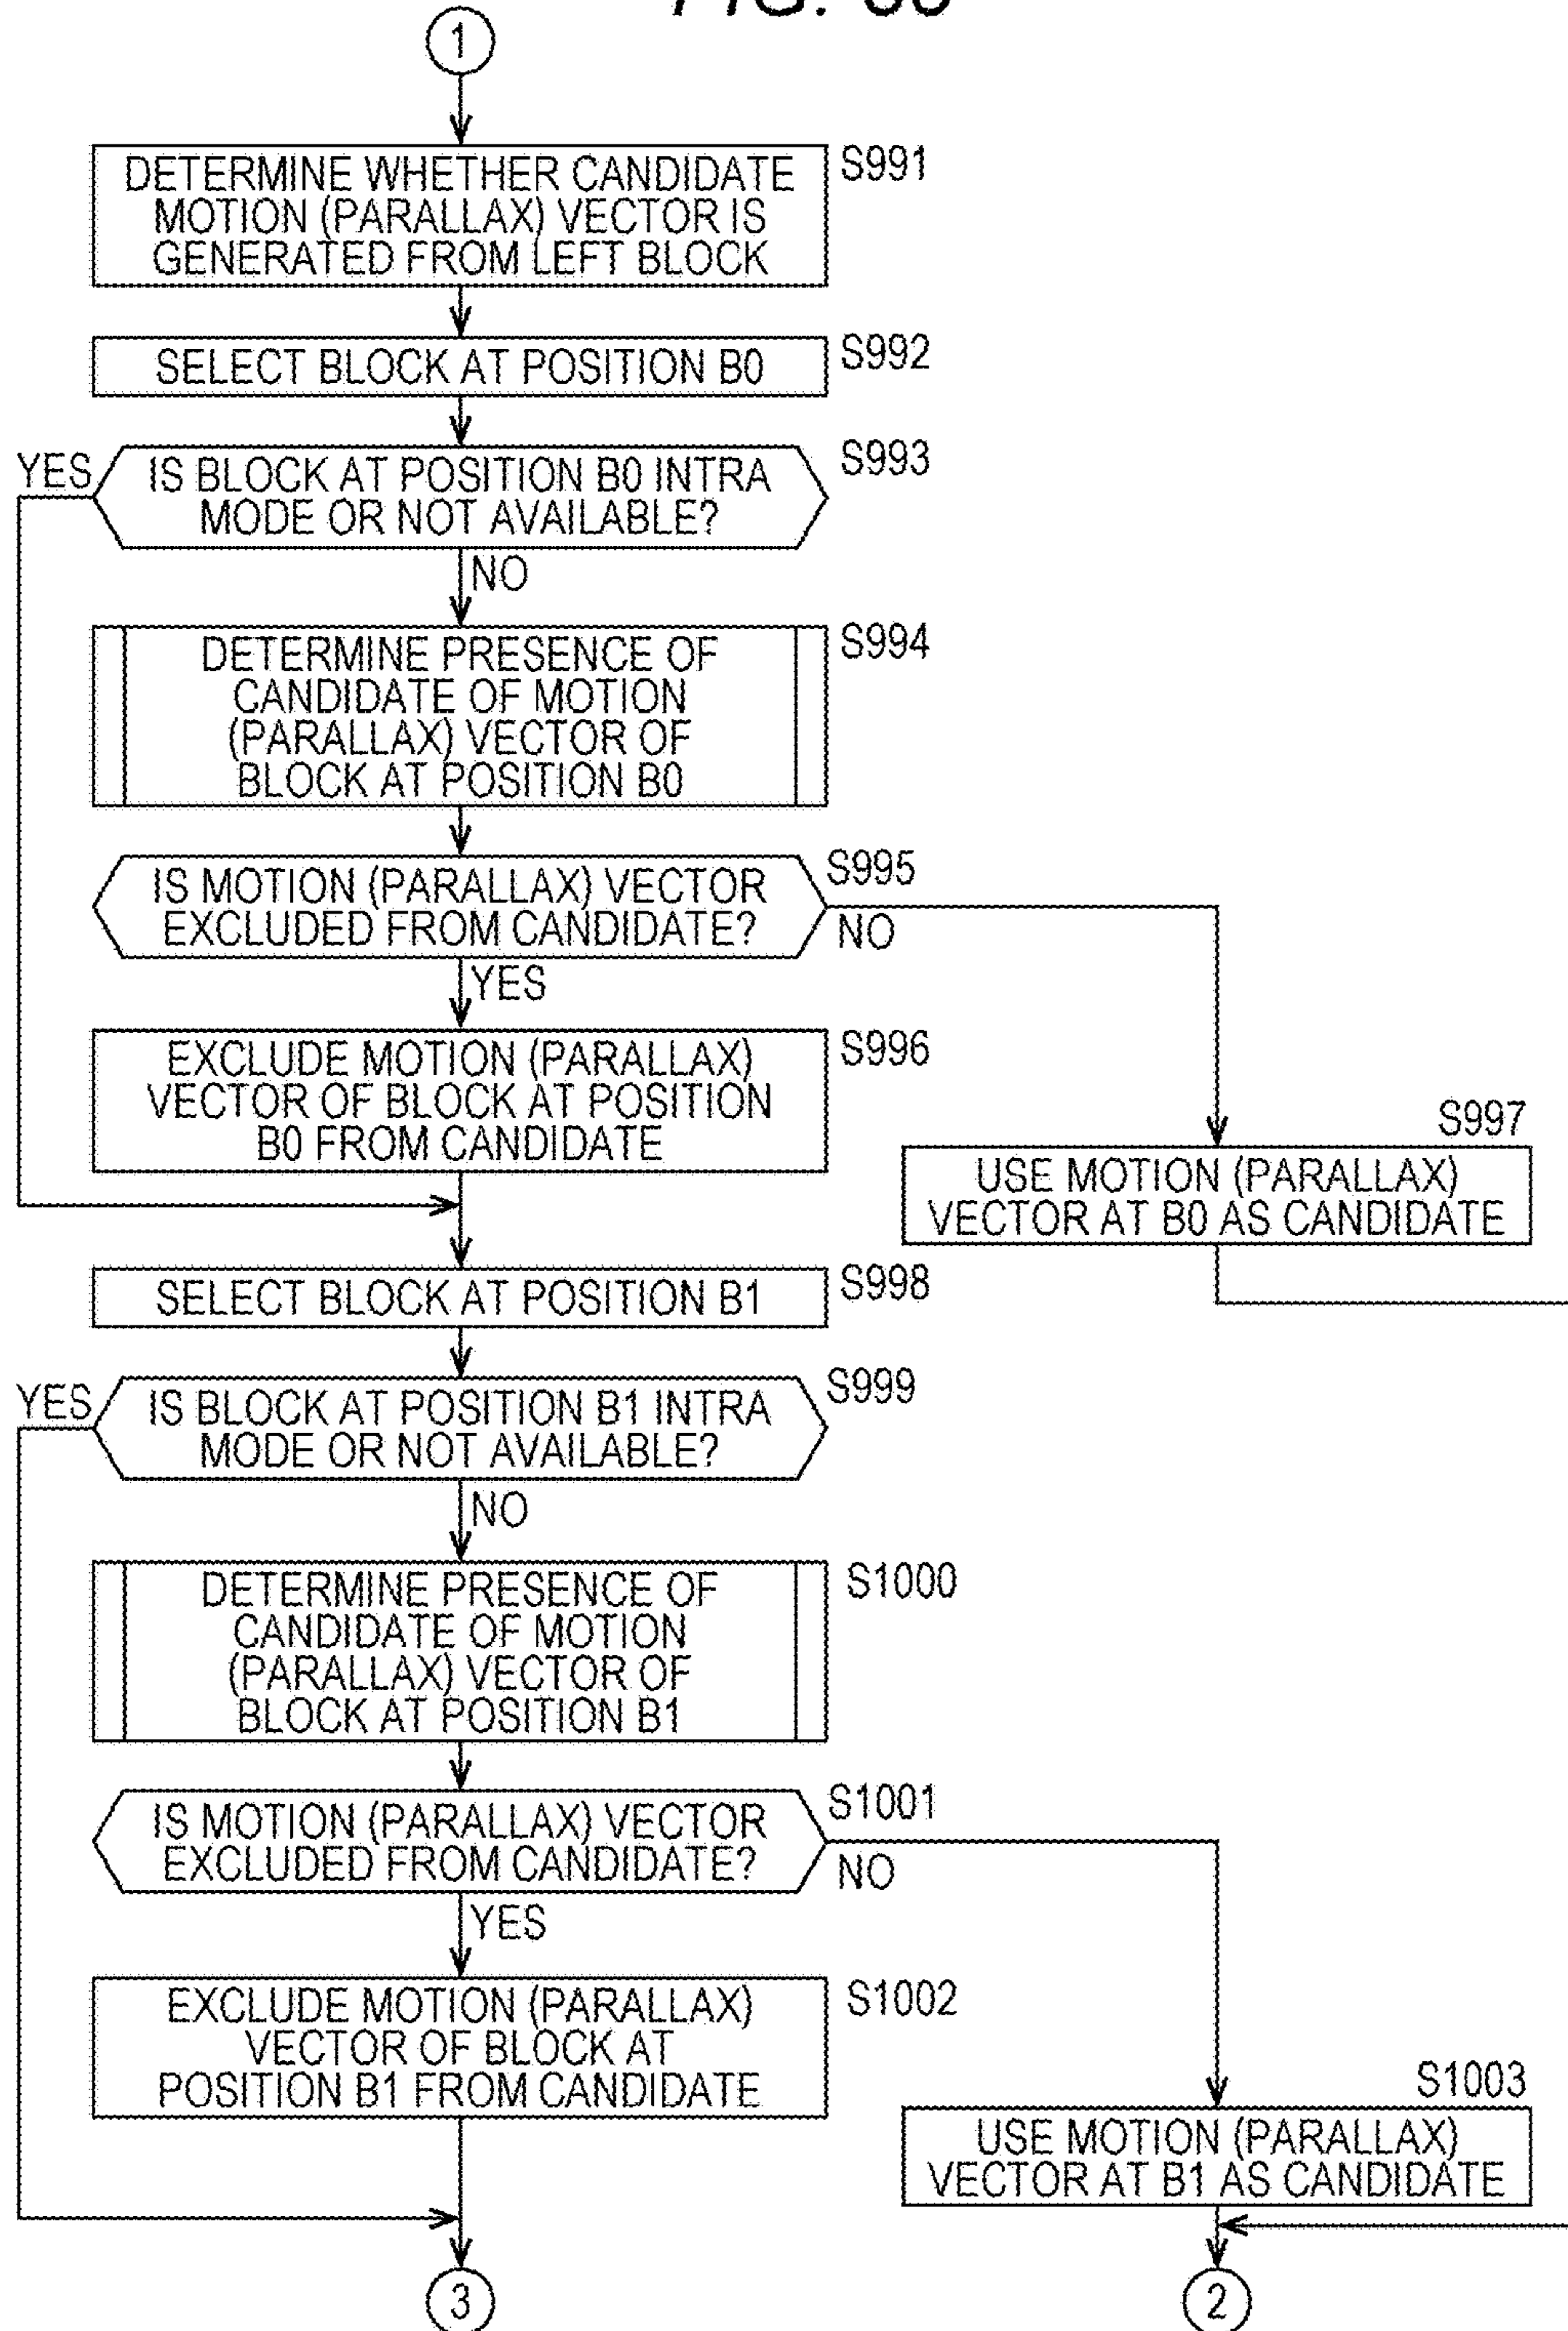 FIG.
1
DETERMINE WHETHER CANDIDATE
MOTION (PARALLAX) VECTOR IS
GENERATED FROM LEFT BLOCK
S991
SELECT BLOCK AT POSITION B0
S992
YES
IS BLOCK AT POSITION B0 INTRA
MODE OR NOT AVAILABLE?
S993
NO
DETERMINE PRESENCE OF
CANDIDATE OF MOTION
(PARALLAX) VECTOR OF
BLOCK AT POSITION B0
S994
IS MOTION (PARALLAX) VECTOR
EXCLUDED FROM CANDIDATE?
S995
NO
YES
EXCLUDE MOTION (PARALLAX)
VECTOR OF BLOCK AT POSITION
B0 FROM CANDIDATE
S996
S997
USE MOTION (PARALLAX)
VECTOR AT B0 AS CANDIDATE
SELECT BLOCK AT POSITION B1
S998
YES
IS BLOCK AT POSITION B1 INTRA
MODE OR NOT AVAILABLE?
S999
NO
DETERMINE PRESENCE OF
CANDIDATE OF MOTION
(PARALLAX) VECTOR OF
BLOCK AT POSITION B1
S1000
IS MOTION (PARALLAX) VECTOR
EXCLUDED FROM CANDIDATE?
S1001
NO
YES
EXCLUDE MOTION (PARALLAX)
VECTOR OF BLOCK AT
POSITION B1 FROM CANDIDATE
S1002
S1003
USE MOTION (PARALLAX)
VECTOR AT B1 AS CANDIDATE
3
2